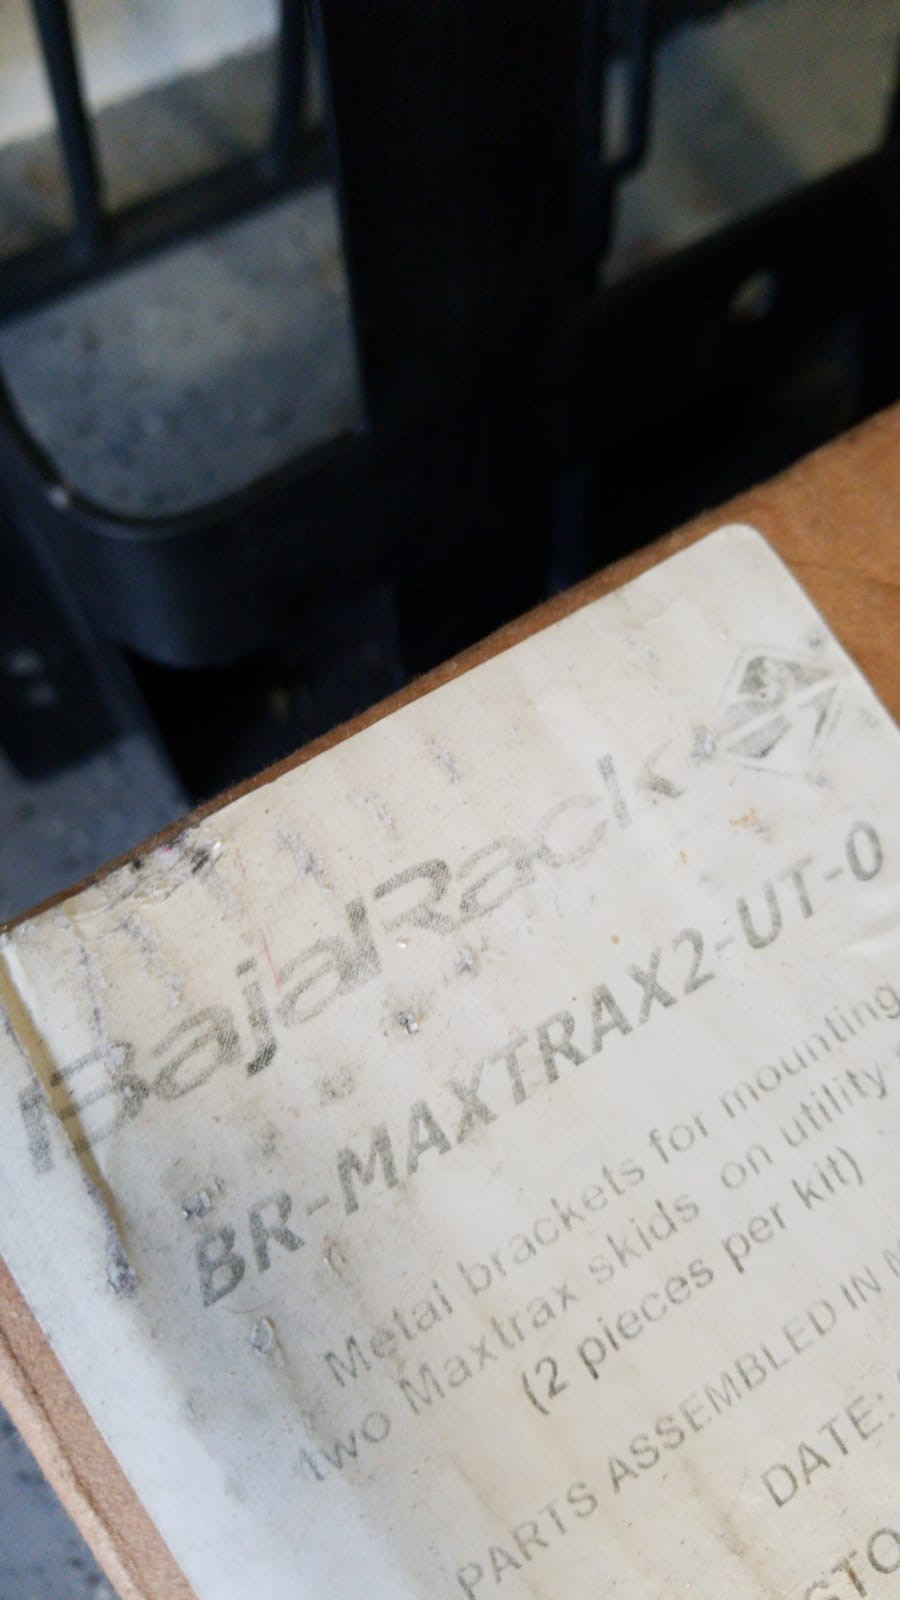 BajaRack
BR-MAXTRAX2-UT-0
Metal brackets for mounting
two Maxtrax skids on utility
(2 pieces per kit)
PARTS ASSEMBLED IN M
DATE:
STO